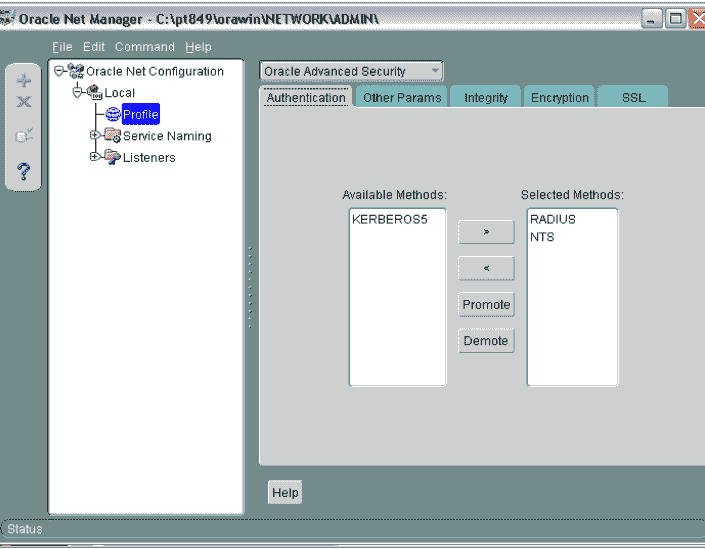 Oracle Net Manager - C:\pt849\orawin\NETWORK\ADMIN\
File Edit Command Help
Oracle Net Configuration
Local
Profile
Service Naming
Listeners
Oracle Advanced Security
Authentication Other Params Integrity Encryption SSL
Available Methods: Selected Methods:
KERBEROS5 RADIUS
NTS
»
«
Promote
Demote
Help
Status